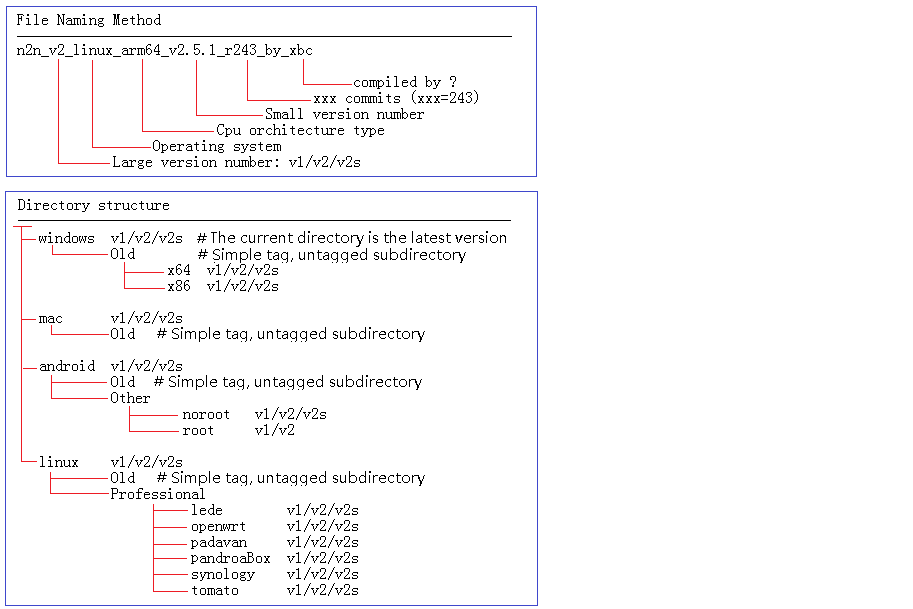 File Naming Method
n2n_v2_linux_arm64_v2.5.1_r243_by_xbc
compiled by ?
xxx commits (xxx=243)
Small version number
Cpu architecture type
Operating system
Large version number: v1/v2/v2s
Directory structure
windows v1/v2/v2s # The current directory is the latest version
Old # Simple tag, untagged subdirectory
x64 v1/v2/v2s
x86 v1/v2/v2s
mac v1/v2/v2s
Old # Simple tag, untagged subdirectory
android v1/v2/v2s
Old # Simple tag, untagged subdirectory
Other
noroot v1/v2/v2s
root v1/v2
linux v1/v2/v2s
Old # Simple tag, untagged subdirectory
Professional
lede v1/v2/v2s
openwrt v1/v2/v2s
padavan v1/v2/v2s
pandroaBox v1/v2/v2s
synology v1/v2/v2s
tomato v1/v2/v2s